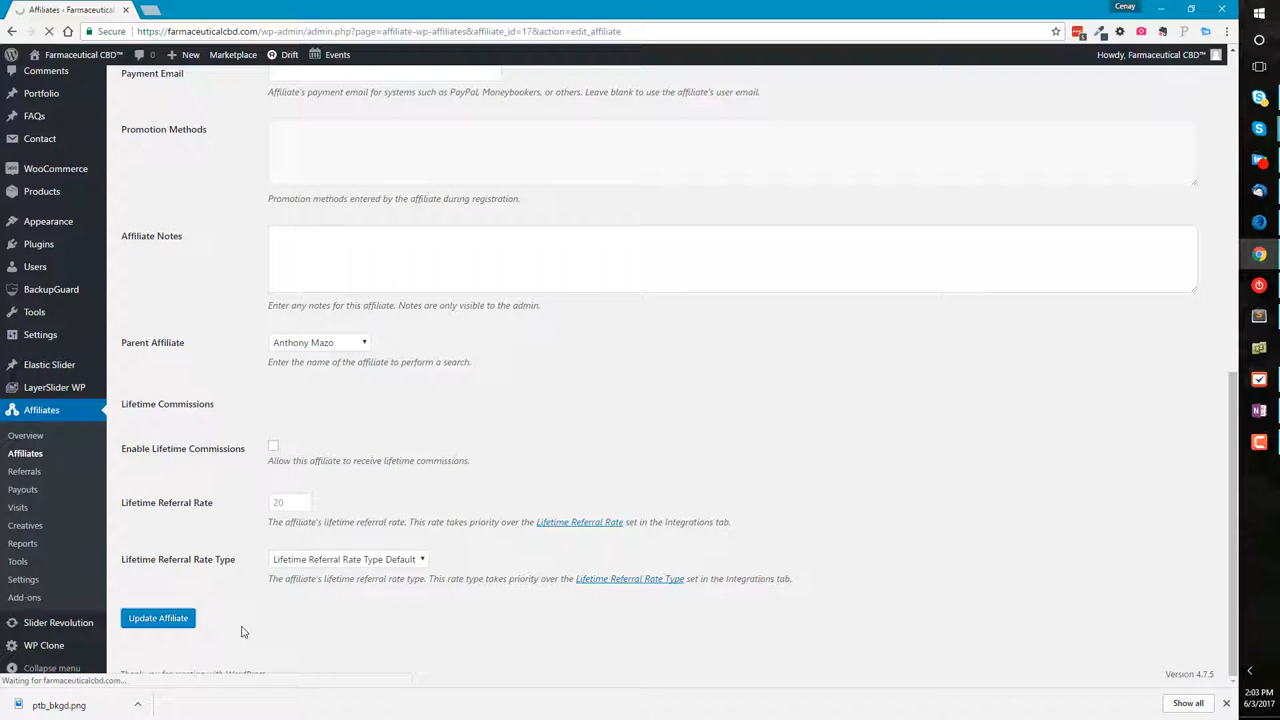 Affiliates ‹ Farmaceutical CBD
Cenay
Secure https://farmaceuticalcbd.com/wp-admin/admin.php?page=affiliate-wp-affiliates&affiliate_id=17&action=edit_affiliate
Farmaceutical CBD™ 0 New Marketplace Drift Events Howdy, Farmaceutical CBD™
Comments
Portfolio
FAQs
Contact
WooCommerce
Products
Appearance
Plugins
Users
BackupGuard
Tools
Settings
Elastic Slider
LayerSlider WP
Affiliates
Overview
Affiliates
Referrals
Payouts
Visits
Creatives
Reports
Tools
Settings
Add-ons
Slider Revolution
WP Clone
Collapse menu
Payment Email
Affiliate's payment email for systems such as PayPal, Moneybookers, or others. Leave blank to use the affiliate's user email.
Promotion Methods
Promotion methods entered by the affiliate during registration.
Affiliate Notes
Enter any notes for this affiliate. Notes are only visible to the admin.
Parent Affiliate Anthony Mazo
Enter the name of the affiliate to perform a search.
Lifetime Commissions
Enable Lifetime Commissions
Allow this affiliate to receive lifetime commissions.
Lifetime Referral Rate 20
The affiliate's lifetime referral rate. This rate takes priority over the Lifetime Referral Rate set in the Integrations tab.
Lifetime Referral Rate Type Lifetime Referral Rate Type Default
The affiliate's lifetime referral rate type. This rate type takes priority over the Lifetime Referral Rate Type set in the Integrations tab.
Update Affiliate
Thank you for creating with WordPress.
Version 4.7.5
Waiting for farmaceuticalcbd.com...
ptb_bkgd.png
Show all
2:03 PM
6/3/2017